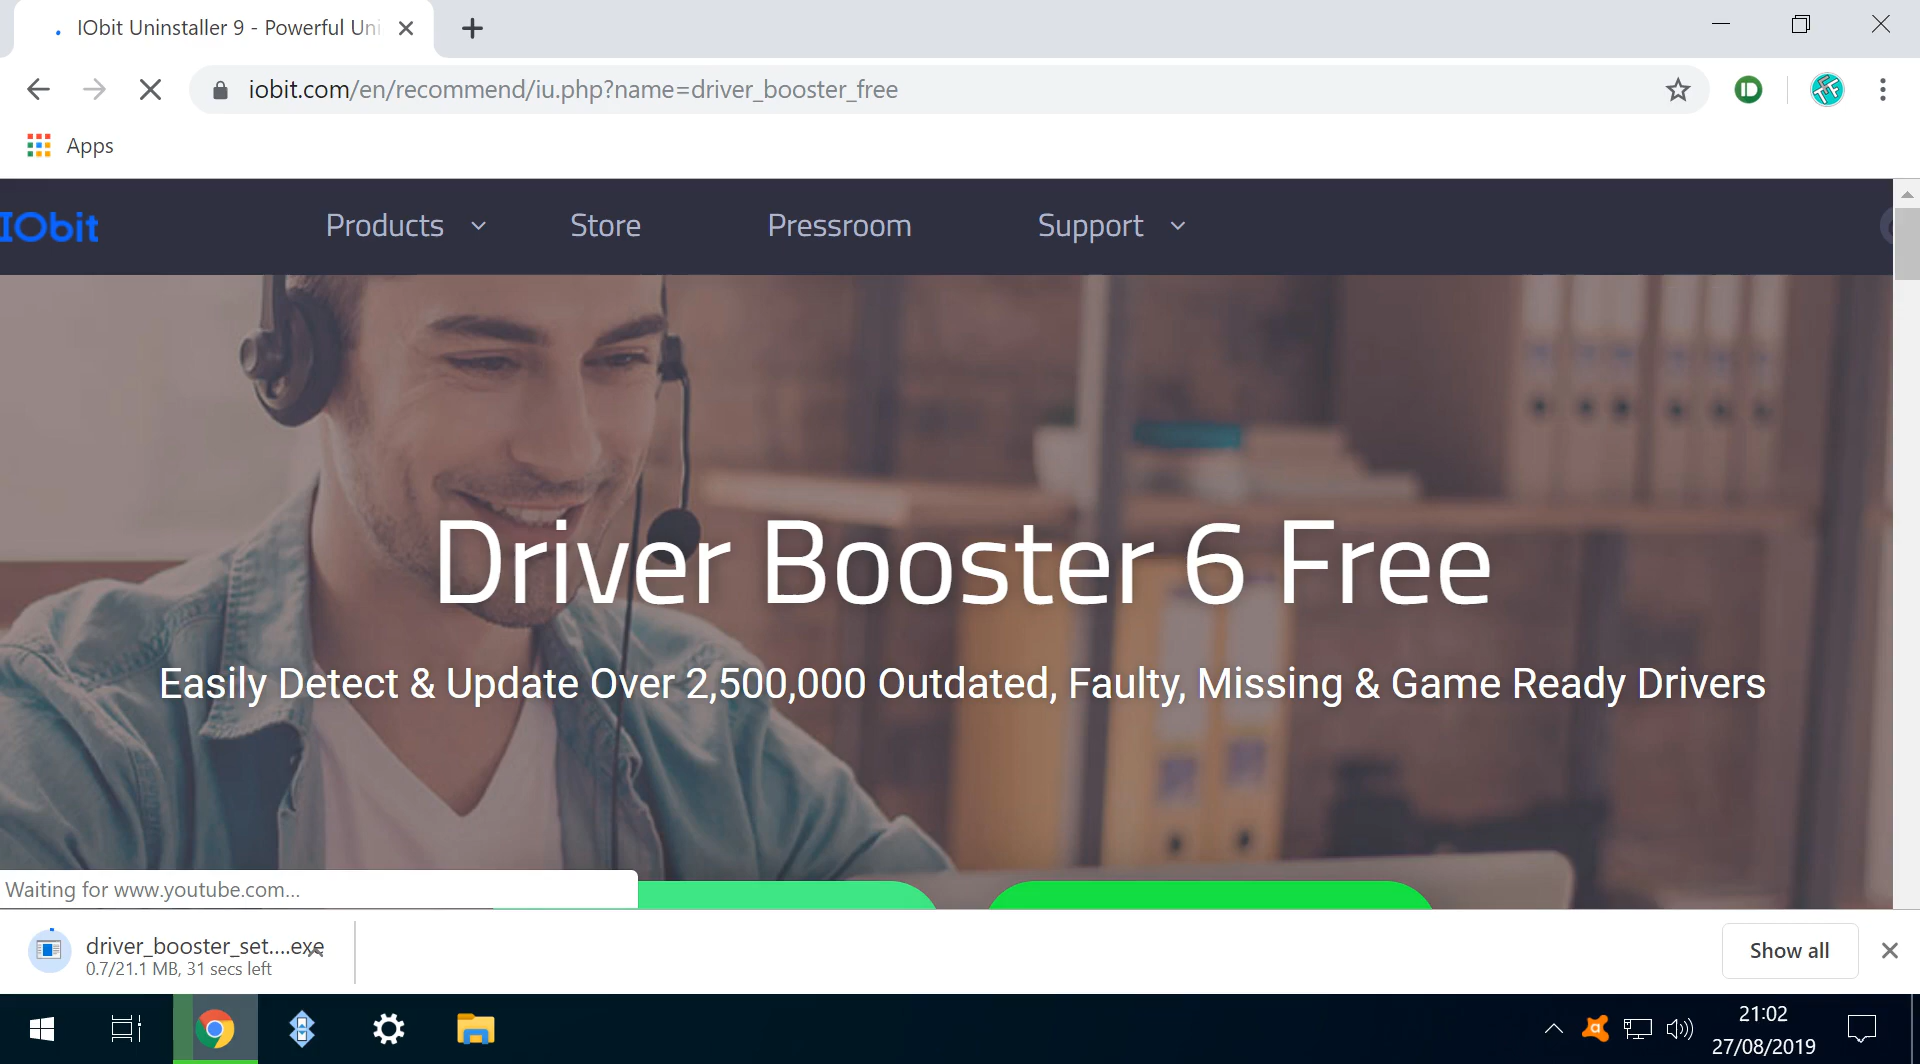 IObit Uninstaller 9 - Powerful Uni
iobit.com/en/recommend/iu.php?name=driver_booster_free
Apps
IObit
Products
Store
Pressroom
Support
Driver Booster 6 Free
Easily Detect & Update Over 2,500,000 Outdated, Faulty, Missing & Game Ready Drivers
Waiting for www.youtube.com...
driver_booster_set....exe
0.7/21.1 MB, 31 secs left
Show all
21:02
27/08/2019